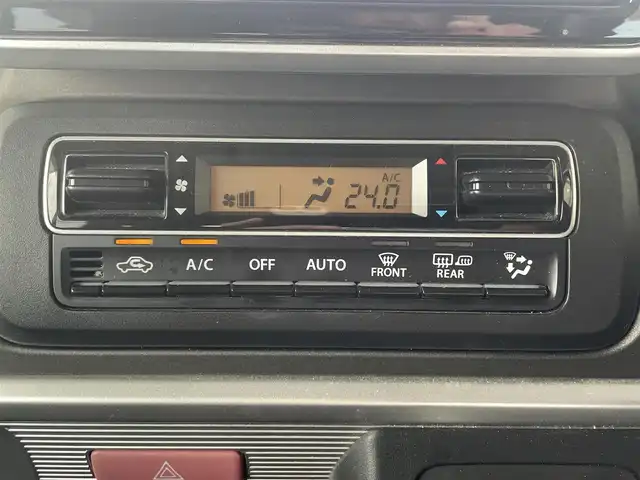 A/C
24.0
A/C OFF AUTO FRONT REAR